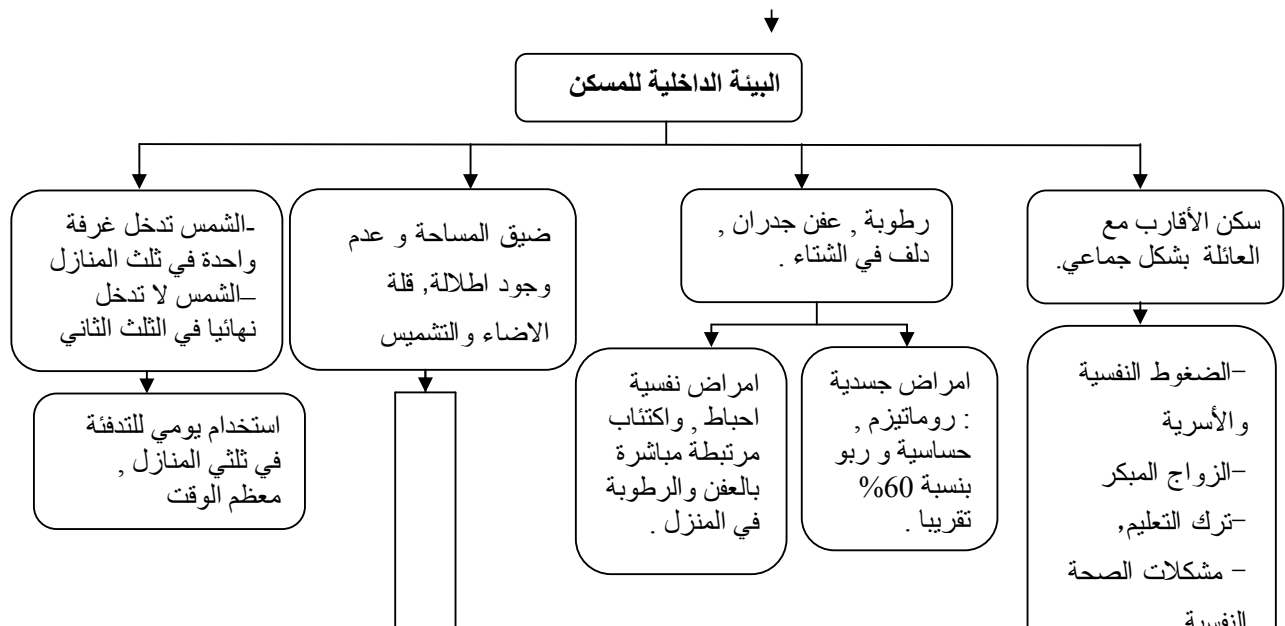 البيئة الداخلية للمسكن
سكن الأقارب مع
العائلة بشكل جماعي.
رطوبة , عفن جدران ,
دلف في الشتاء .
ضيق المساحة و عدم
وجود اطلالة, قلة
الاضاء والتشميس
-الشمس تدخل غرفة
واحدة في ثلث المنازل
–الشمس لا تدخل
نهائيا في الثلث الثاني
–الضغوط النفسية
والأسرية
–الزواج المبكر
–ترك التعليم,
– مشكلات الصحة
النفسية
امراض جسدية
: روماتيزم ,
حساسية و ربو
بنسبة 60%
تقريبا .
امراض نفسية
احباط , واكتئاب
مرتبطة مباشرة
بالعفن والرطوبة
في المنزل .
استخدام يومي للتدفئة
في ثلثي المنازل ,
معظم الوقت